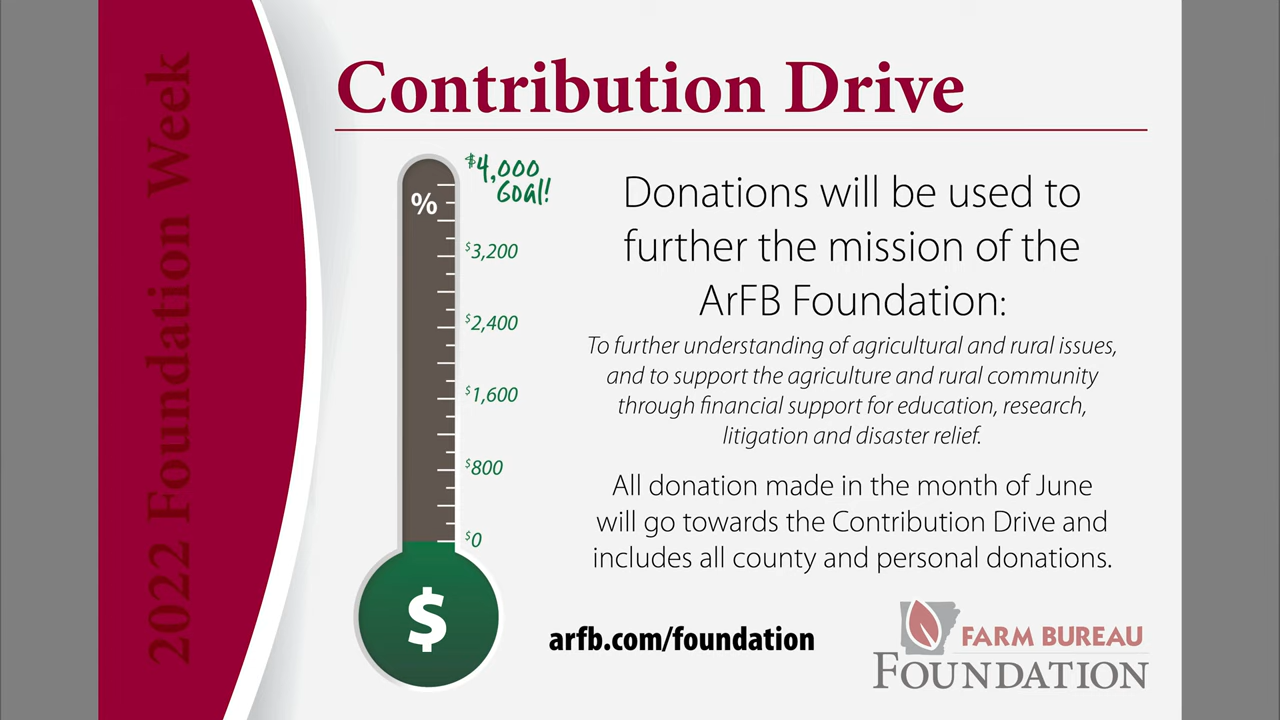 2022 Foundation Week
Contribution Drive
$4,000
Goal!
%
$3,200
$2,400
$1,600
$800
$0
$
Donations will be used to
further the mission of the
ArFB Foundation:
To further understanding of agricultural and rural issues,
and to support the agriculture and rural community
through financial support for education, research,
litigation and disaster relief.
All donation made in the month of June
will go towards the Contribution Drive and
includes all county and personal donations.
arfb.com/foundation
FARM BUREAU
FOUNDATION